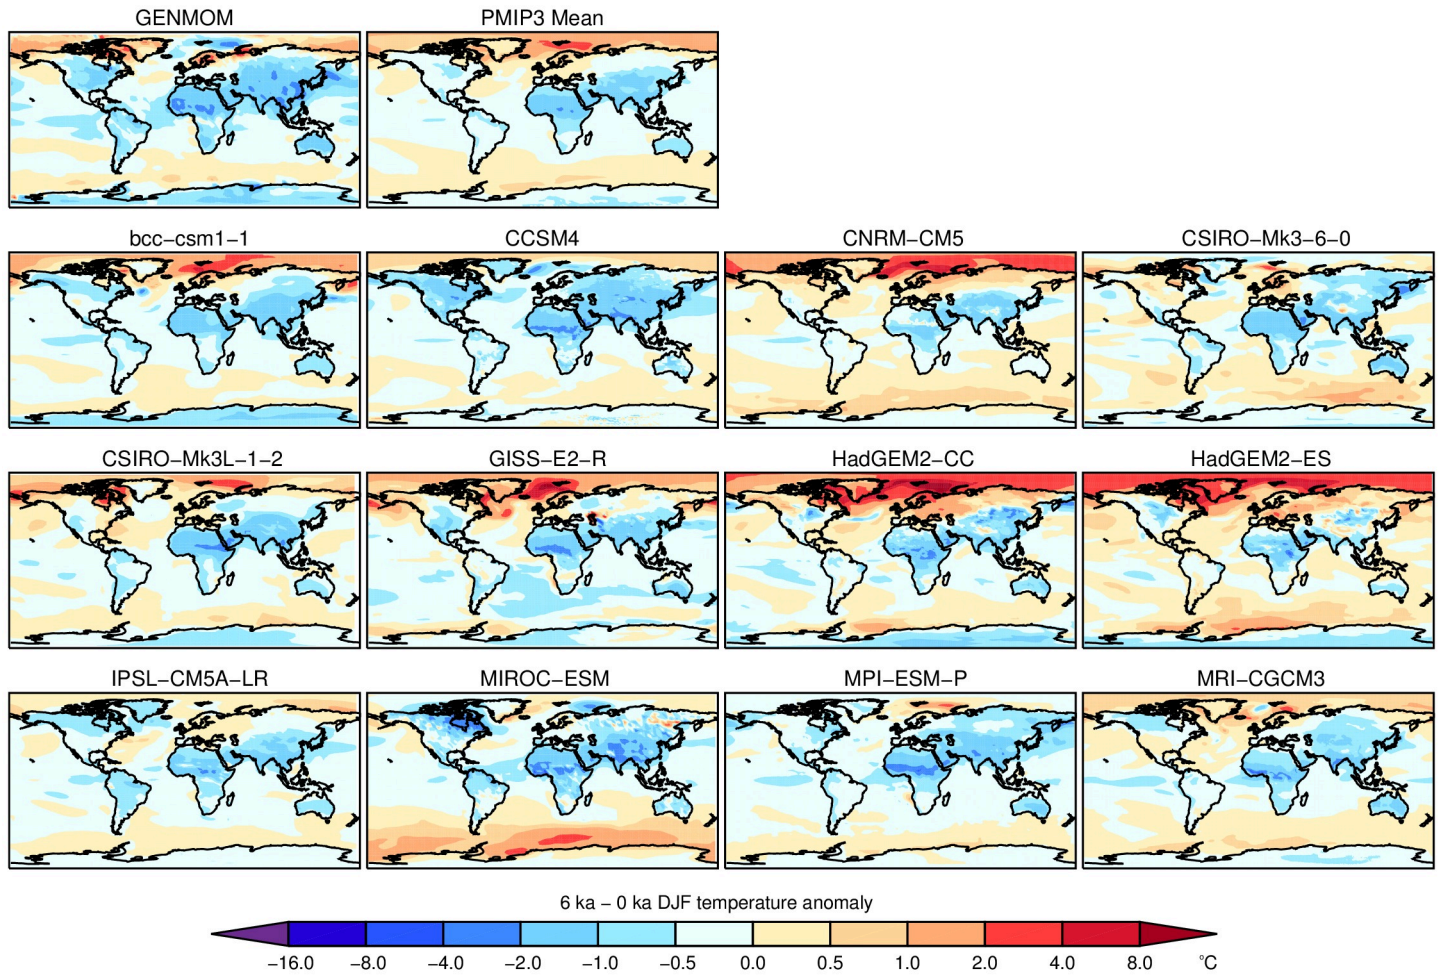 GENMOM PMIP3 Mean
bcc−csm1−1 CCSM4 CNRM−CM5 CSIRO−Mk3−6−0
CSIRO−Mk3L−1−2 GISS−E2−R HadGEM2−CC HadGEM2−ES
IPSL−CM5A−LR MIROC−ESM MPI−ESM−P MRI−CGCM3
6 ka − 0 ka DJF temperature anomaly
−16.0 −8.0 −4.0 −2.0 −1.0 −0.5 0.0 0.5 1.0 2.0 4.0 8.0 °C